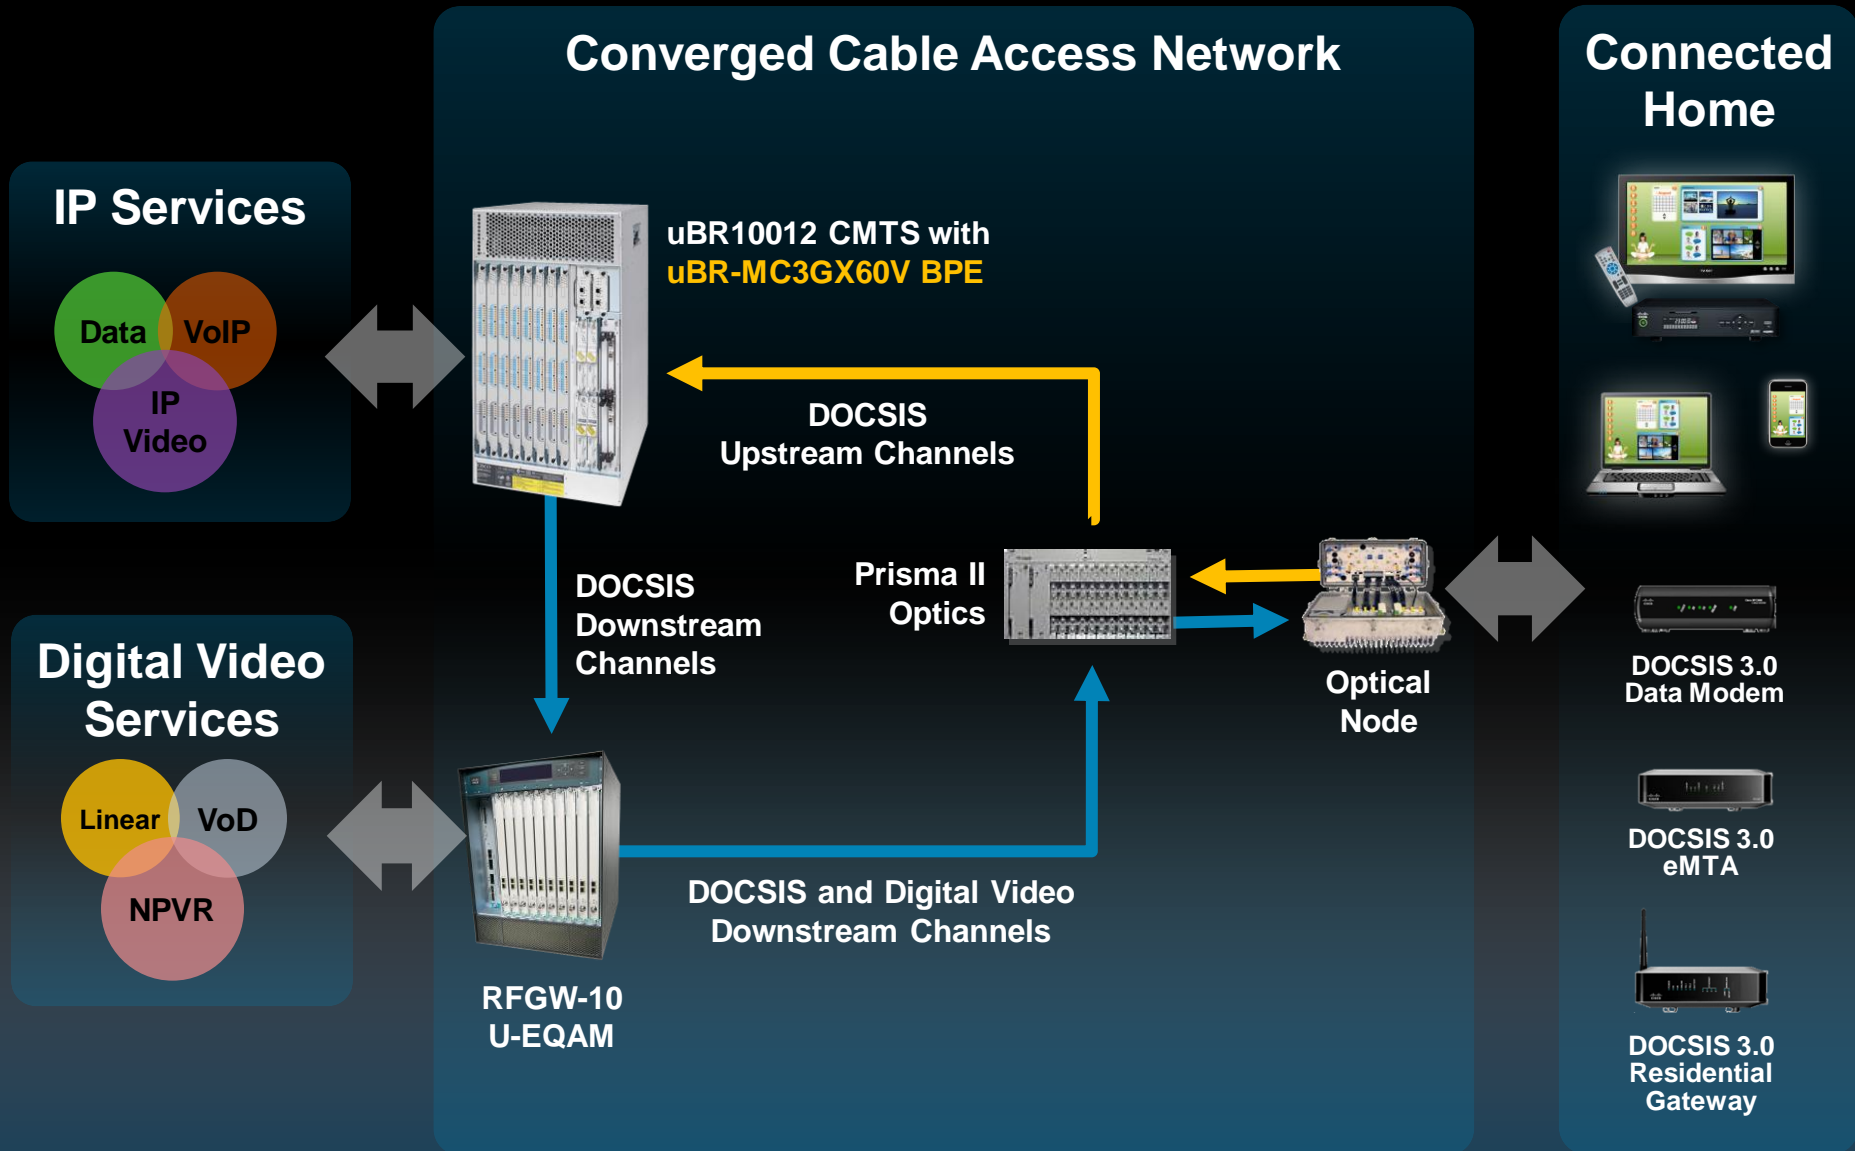 Converged Cable Access Network
Connected
Home
IP Services
Data
VoIP
IP
Video
uBR10012 CMTS with
uBR-MC3GX60V BPE
DOCSIS
Upstream Channels
DOCSIS
Downstream
Channels
Prisma II
Optics
Optical
Node
Digital Video
Services
Linear
VoD
NPVR
DOCSIS and Digital Video
Downstream Channels
RFGW-10
U-EQAM
DOCSIS 3.0
Data Modem
DOCSIS 3.0
eMTA
DOCSIS 3.0
Residential
Gateway